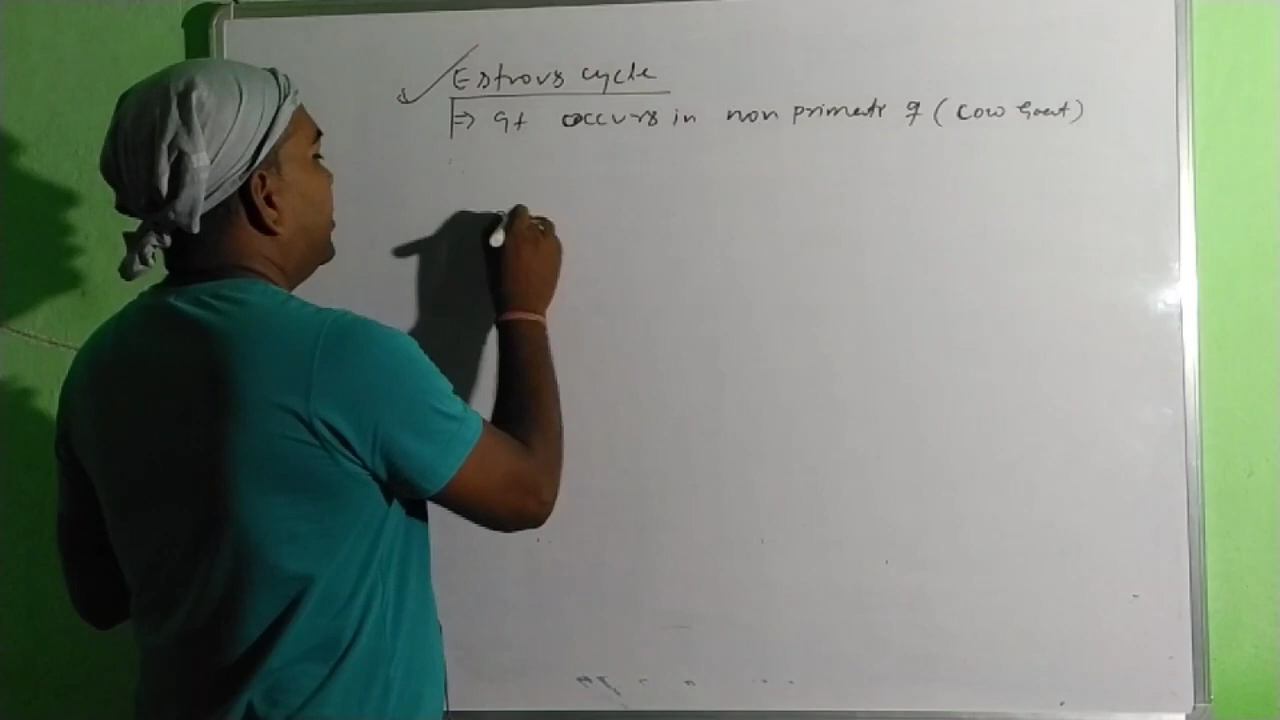 Estrous cycle
⇒ It occurs in non primate ♀ (cow Goat)